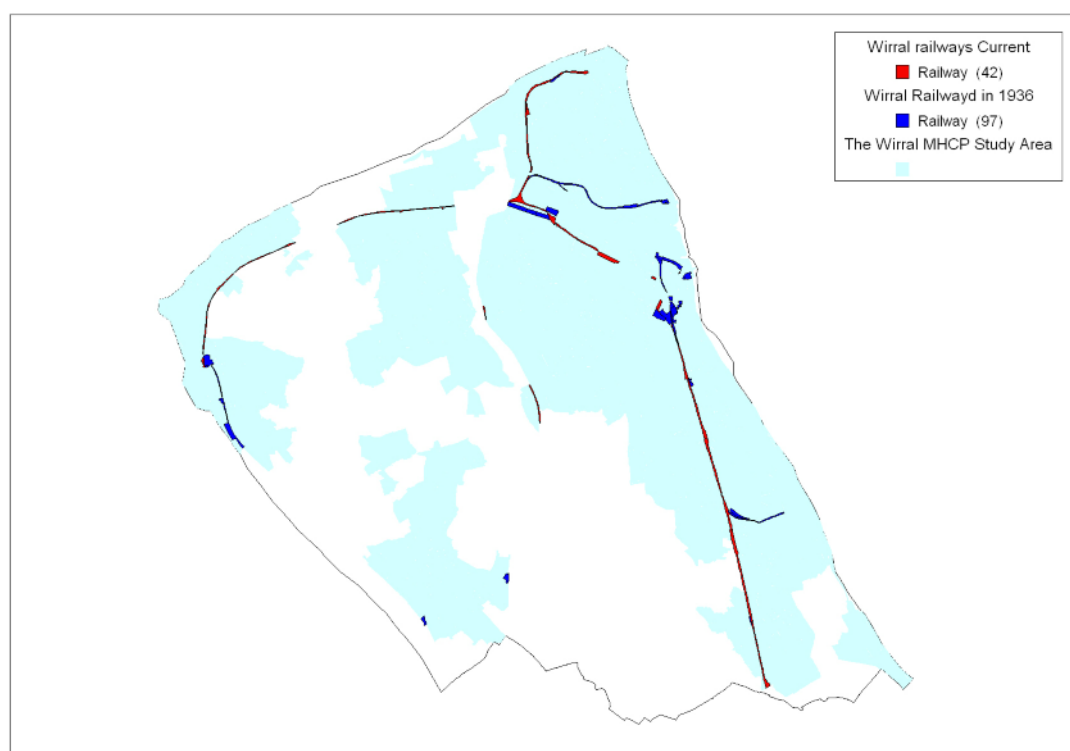 Wirral railways Current
Railway (42)
Wirral Railwayd in 1936
Railway (97)
The Wirral MHCP Study Area